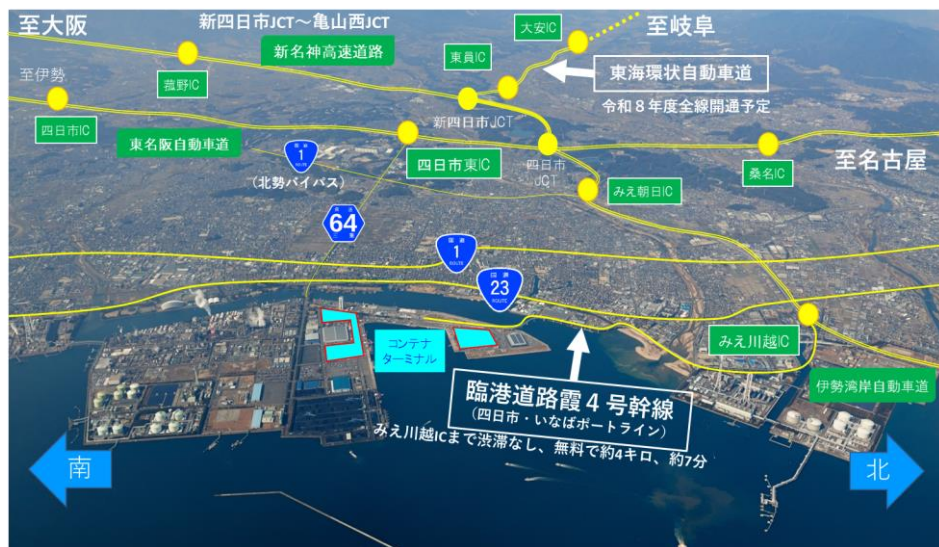 至大阪
新四日市JCT～亀山西JCT
新名神高速道路
大安IC
至岐阜
東員IC
東海環状自動車道
令和８年度全線開通予定
至伊勢
菰野IC
新四日市JCT
四日市IC
東名阪自動車道
1
ROUTE
(北勢バイパス)
四日市東IC
四日市
JCT
桑名IC
至名古屋
みえ朝日IC
64
国道
1
ROUTE
国道
23
ROUTE
コンテナ
ターミナル
みえ川越IC
伊勢湾岸自動車道
臨港道路霞４号幹線
(四日市・いなばポートライン)
みえ川越ICまで渋滞なし、無料で約4キロ、約7分
南
北